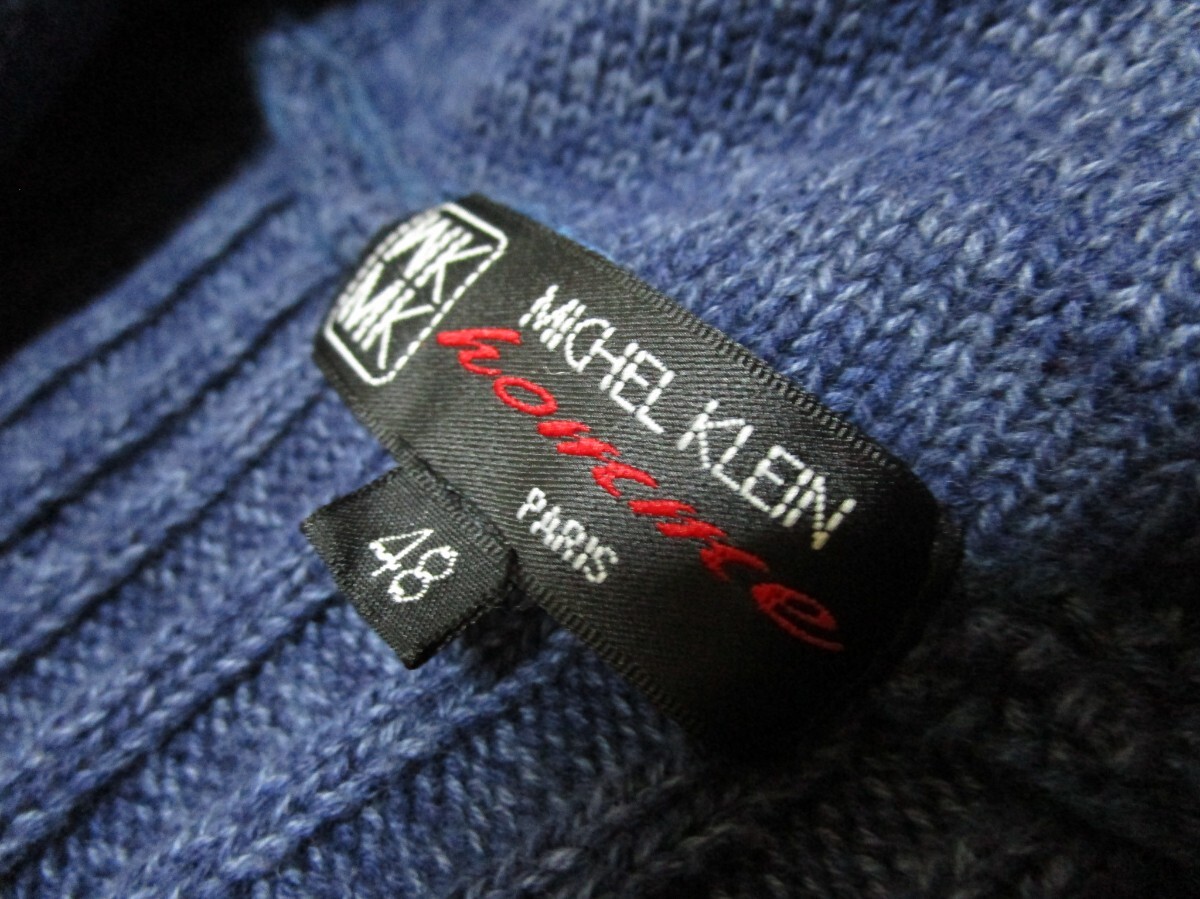 MK
MK
MICHEL KLEIN
homme
PARIS
48